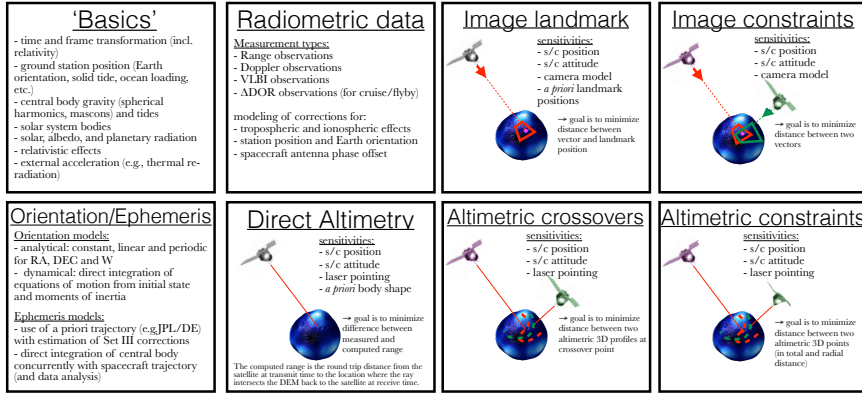 'Basics'
- time and frame transformation (incl.
relativity)
- ground station position (Earth
orientation, solid tide, ocean loading,
etc.)
- central body gravity (spherical
harmonics, mascons) and tides
- solar system bodies
- solar, albedo, and planetary radiation
- relativistic effects
- external acceleration (e.g., thermal re-
radiation)
Radiometric data
Measurement types:
- Range observations
- Doppler observations
- VLBI observations
- ΔDOR observations (for cruise/flyby)
modeling of corrections for:
- tropospheric and ionospheric effects
- station position and Earth orientation
- spacecraft antenna phase offset
Image landmark
sensitivities:
- s/c position
- s/c attitude
- camera model
- a priori landmark
positions
→ goal is to minimize
distance between
vector and landmark
position
Image constraints
sensitivities:
- s/c position
- s/c attitude
- camera model
→ goal is to minimize
distance between two
vectors
Orientation/Ephemeris
Orientation models:
- analytical: constant, linear and periodic
for RA, DEC and W
- dynamical: direct integration of
equations of motion from initial state
and moments of inertia
Ephemeris models:
- use of a priori trajectory (e.g.JPL/DE)
with estimation of Set III corrections
- direct integration of central body
concurrently with spacecraft trajectory
(and data analysis)
Direct Altimetry
sensitivities:
- s/c position
- s/c attitude
- laser pointing
- a priori body shape
→ goal is to minimize
difference between
measured and
computed range
The computed range is the round trip distance from the
satellite at transmit time to the location where the ray
intersects the DEM back to the satellite at receive time.
Altimetric crossovers
sensitivities:
- s/c position
- s/c attitude
- laser pointing
→ goal is to minimize
distance between two
altimetric 3D profiles at
crossover point
Altimetric constraints
sensitivities:
- s/c position
- s/c attitude
- laser pointing
→ goal is to minimize
distance between two
altimetric 3D points
(in total and radial
distance)